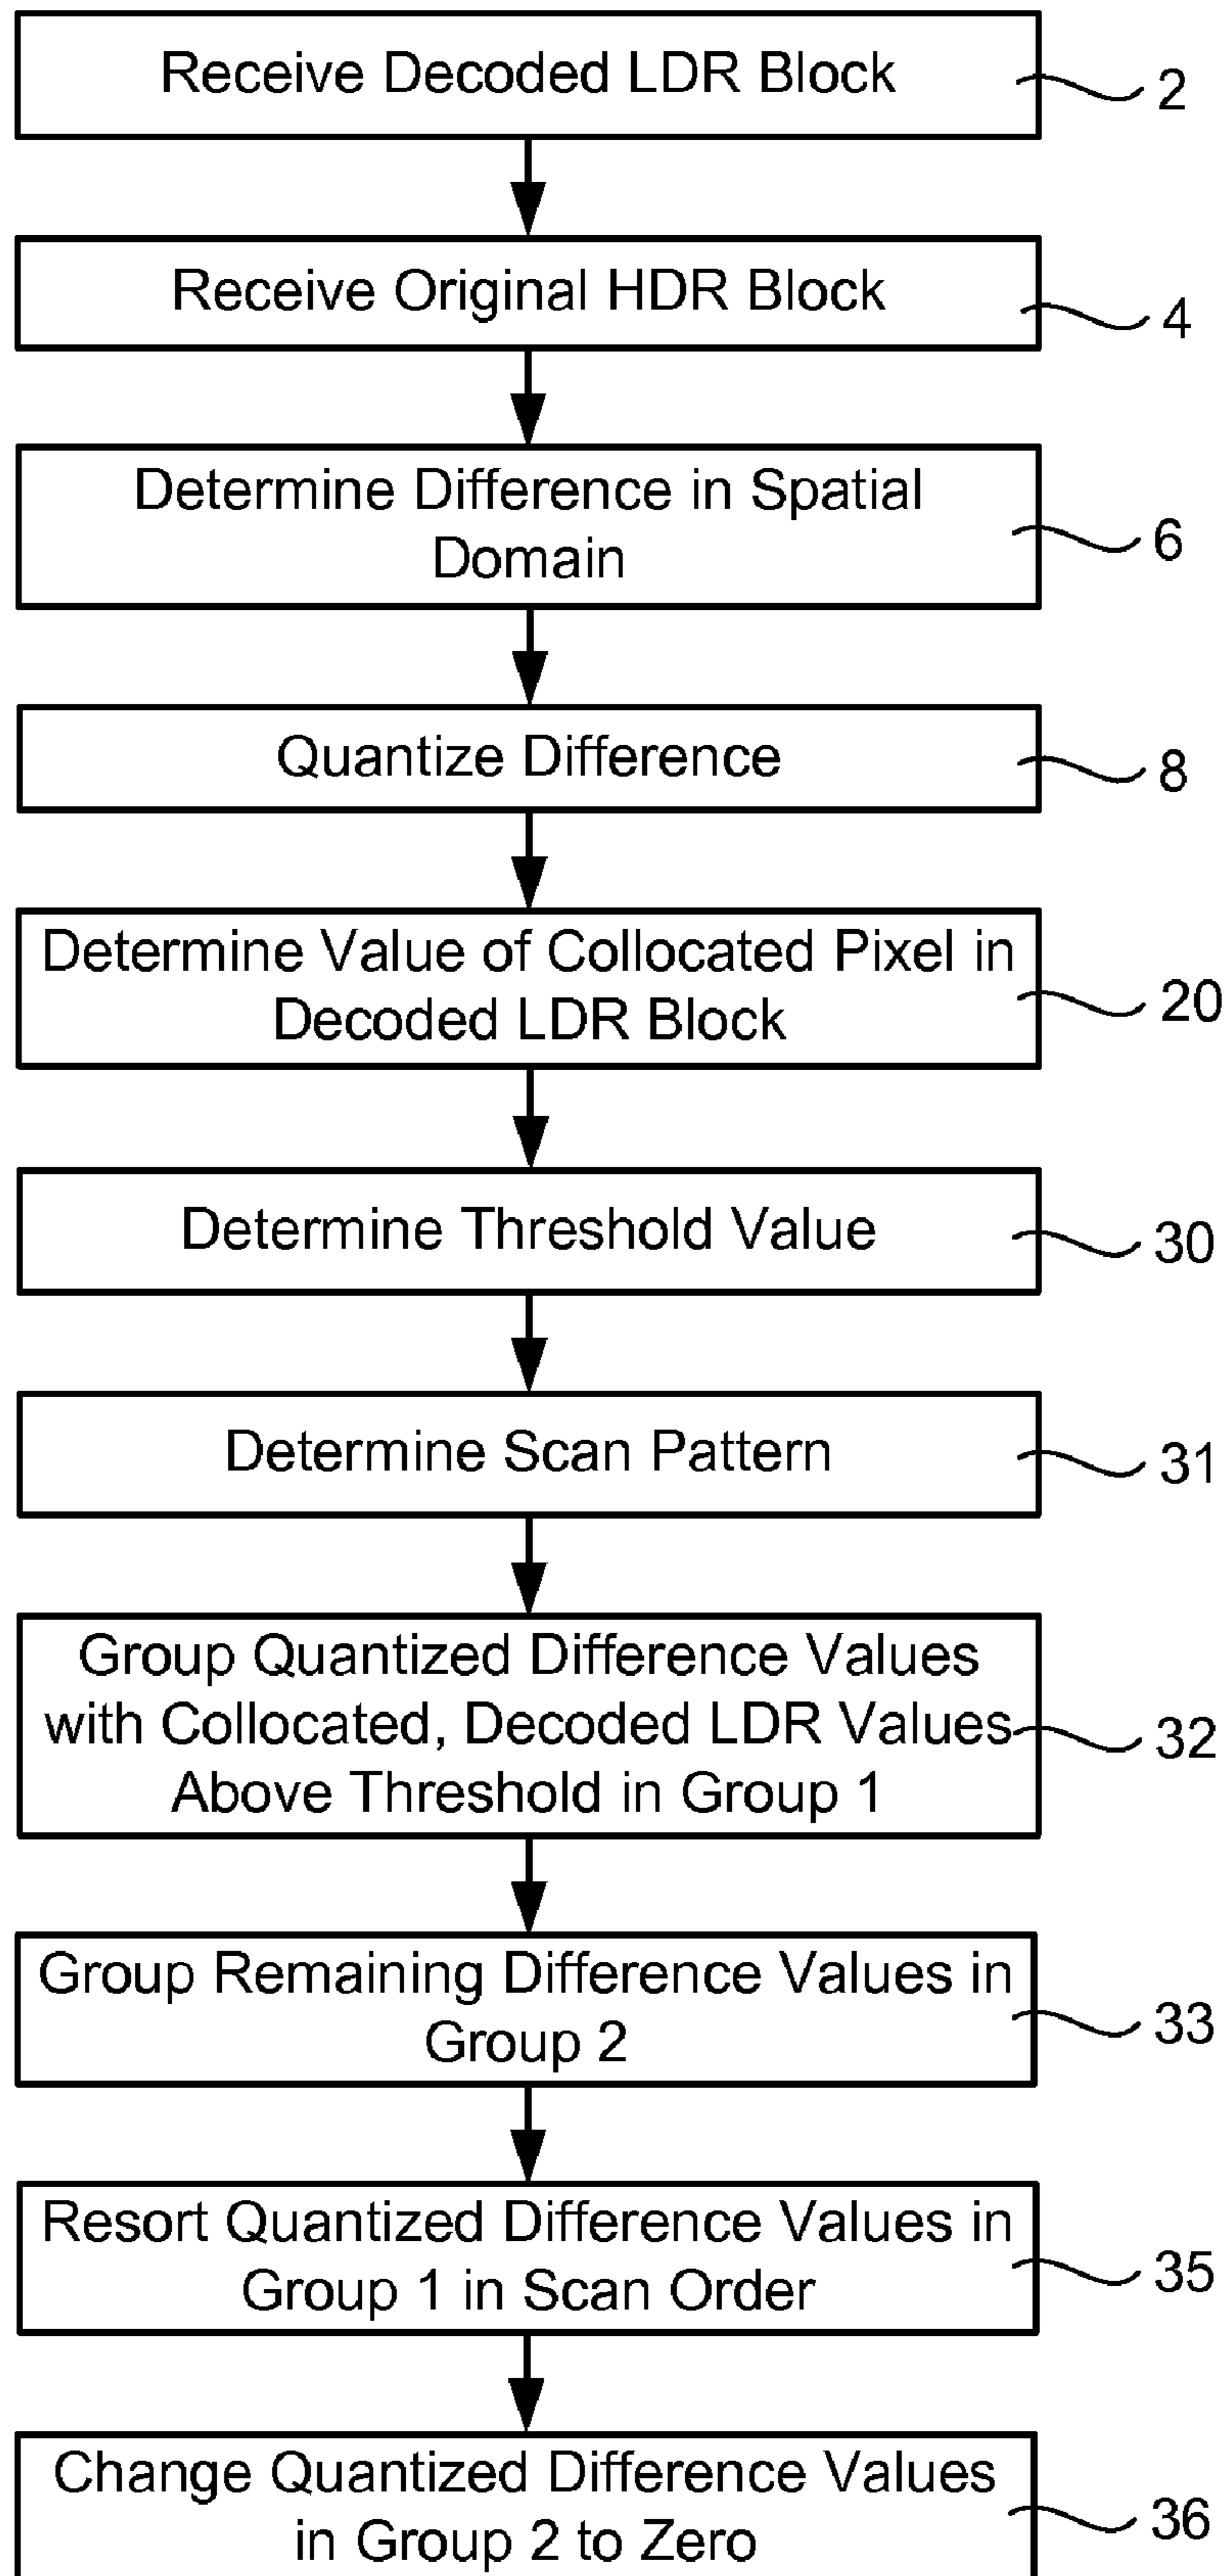 Receive Decoded LDR Block
2
Receive Original HDR Block
4
Determine Difference in Spatial
Domain
6
Quantize Difference
8
Determine Value of Collocated Pixel in
Decoded LDR Block
20
Determine Threshold Value
30
Determine Scan Pattern
31
Group Quantized Difference Values
with Collocated, Decoded LDR Values
Above Threshold in Group 1
32
Group Remaining Difference Values in
Group 2
33
Resort Quantized Difference Values in
Group 1 in Scan Order
35
Change Quantized Difference Values
in Group 2 to Zero
36